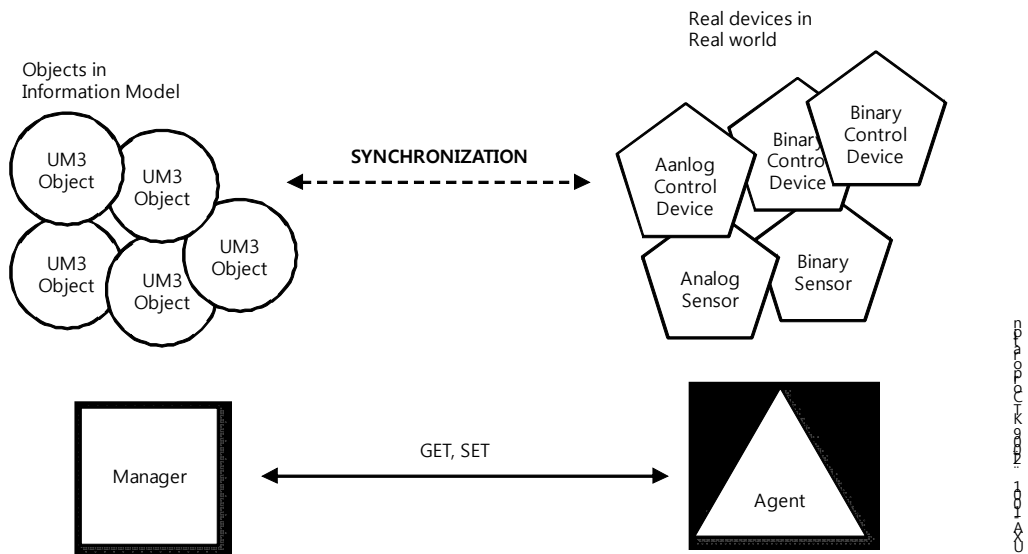 Real devices in
Real world
Objects in
Information Model
UM3
Object
UM3
Object
UM3
Object
UM3
Object
UM3
Object
SYNCHRONIZATION
Aanlog
Control
Device
Binary
Control
Device
Binary
Control
Device
Analog
Sensor
Binary
Sensor
Manager
GET, SET
Agent